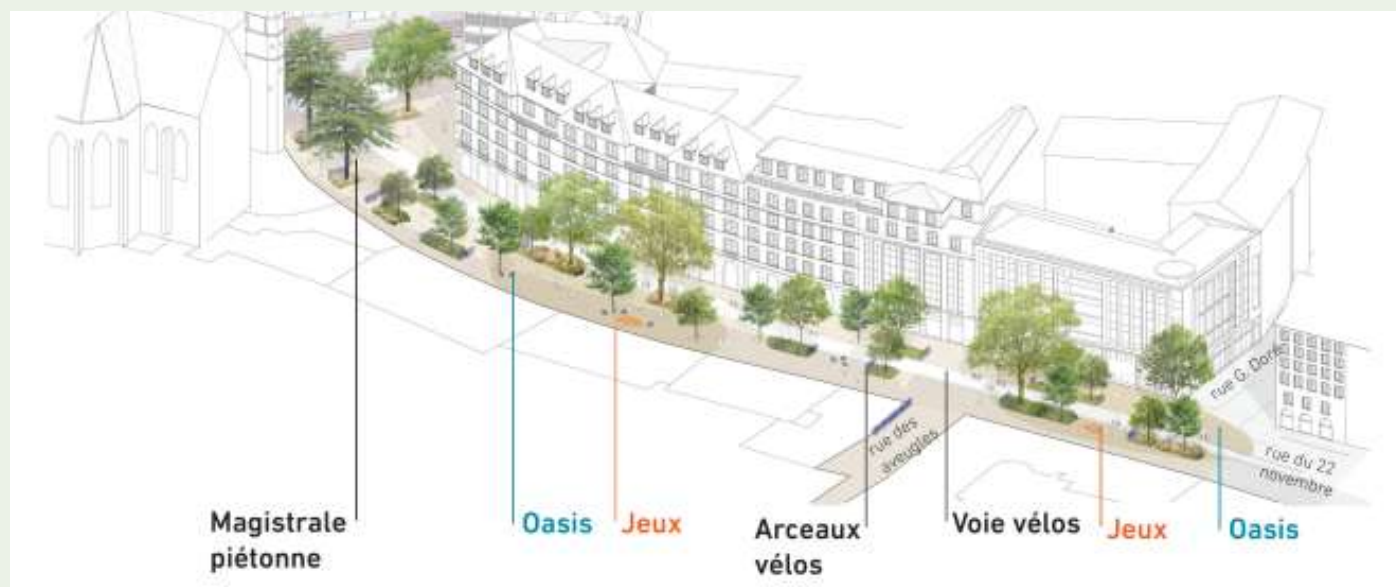 rue G. Doré
rue des
aveugles
rue du 22
novembre
Magistrale
piétonne
Oasis
Jeux
Arceaux
vélos
Voie vélos
Jeux
Oasis